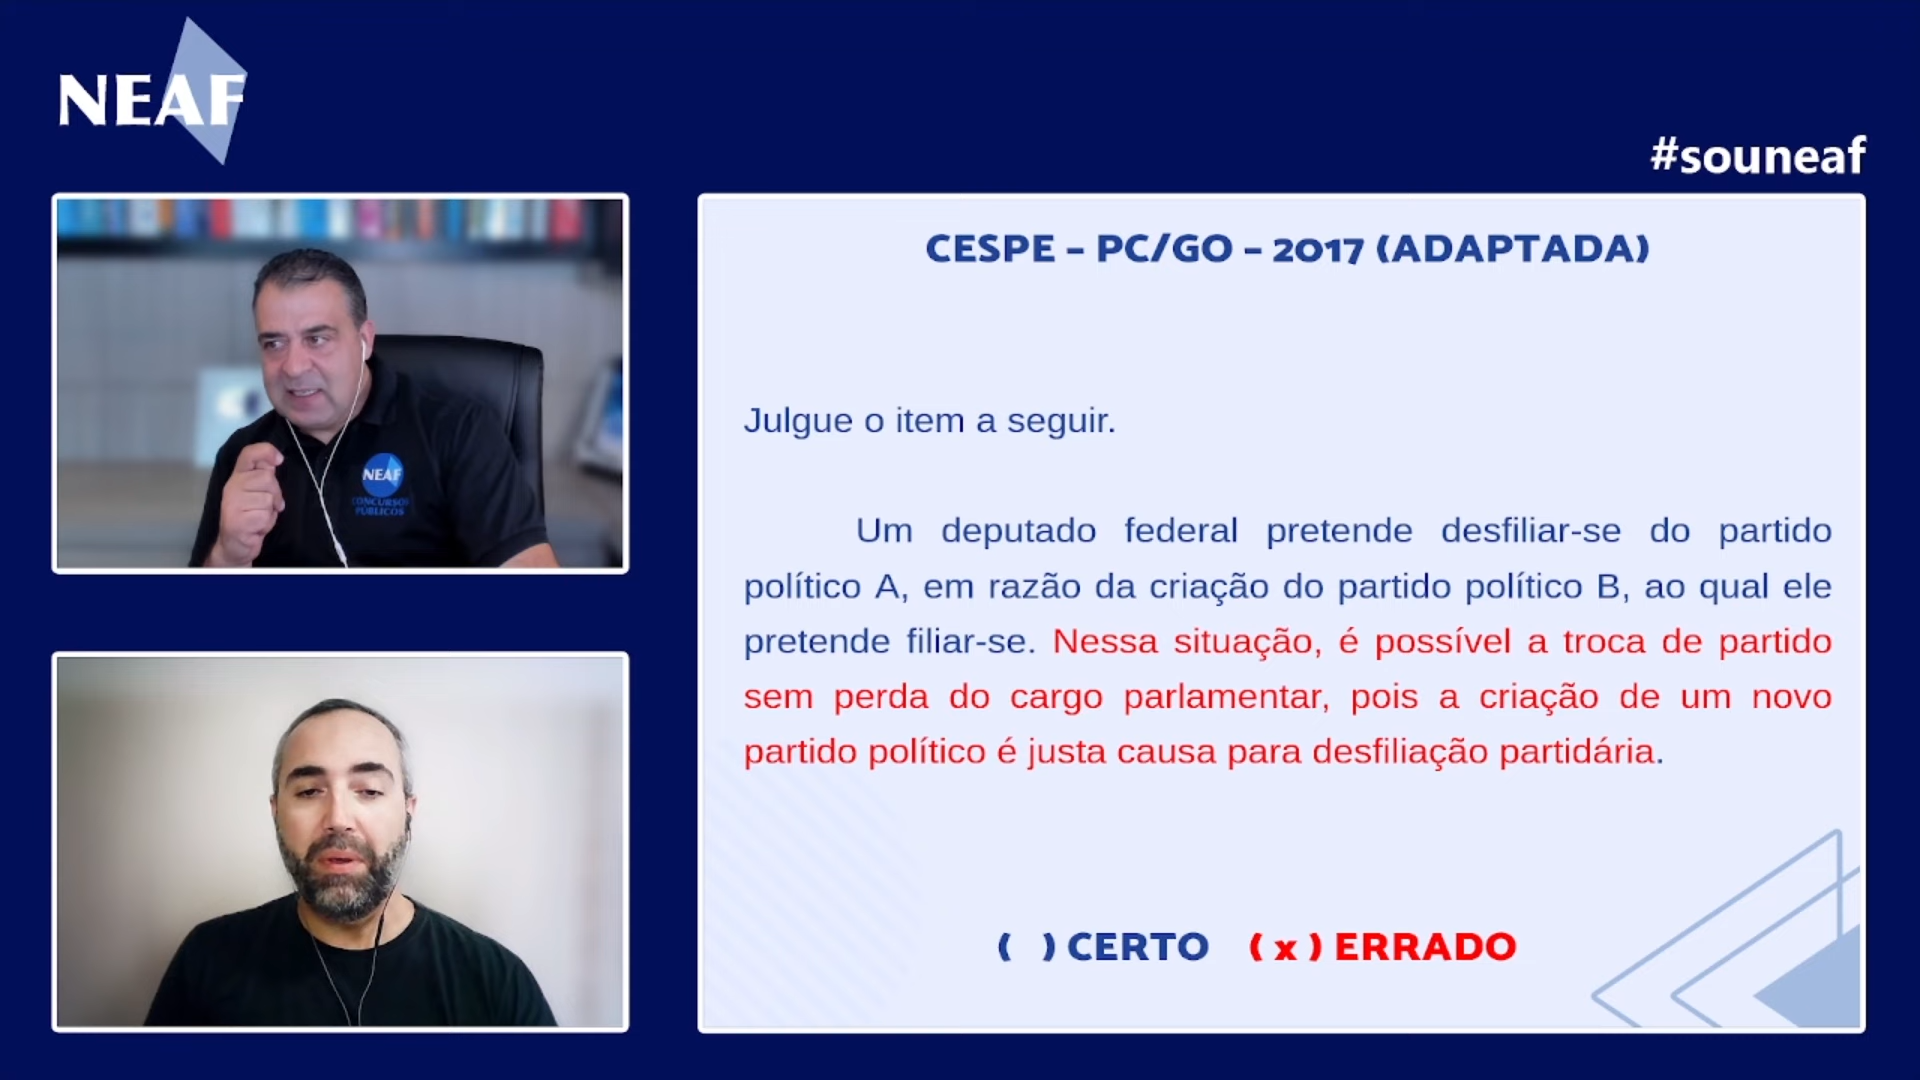 NEAF
#souneaf
NEAF
CONCURSOS
PÚBLICOS
CESPE – PC/GO – 2017 (ADAPTADA)
Julgue o item a seguir.
Um deputado federal pretende desfiliar-se do partido
político A, em razão da criação do partido político B, ao qual ele
pretende filiar-se. Nessa situação, é possível a troca de partido
sem perda do cargo parlamentar, pois a criação de um novo
partido político é justa causa para desfiliação partidária.
( ) CERTO ( x ) ERRADO